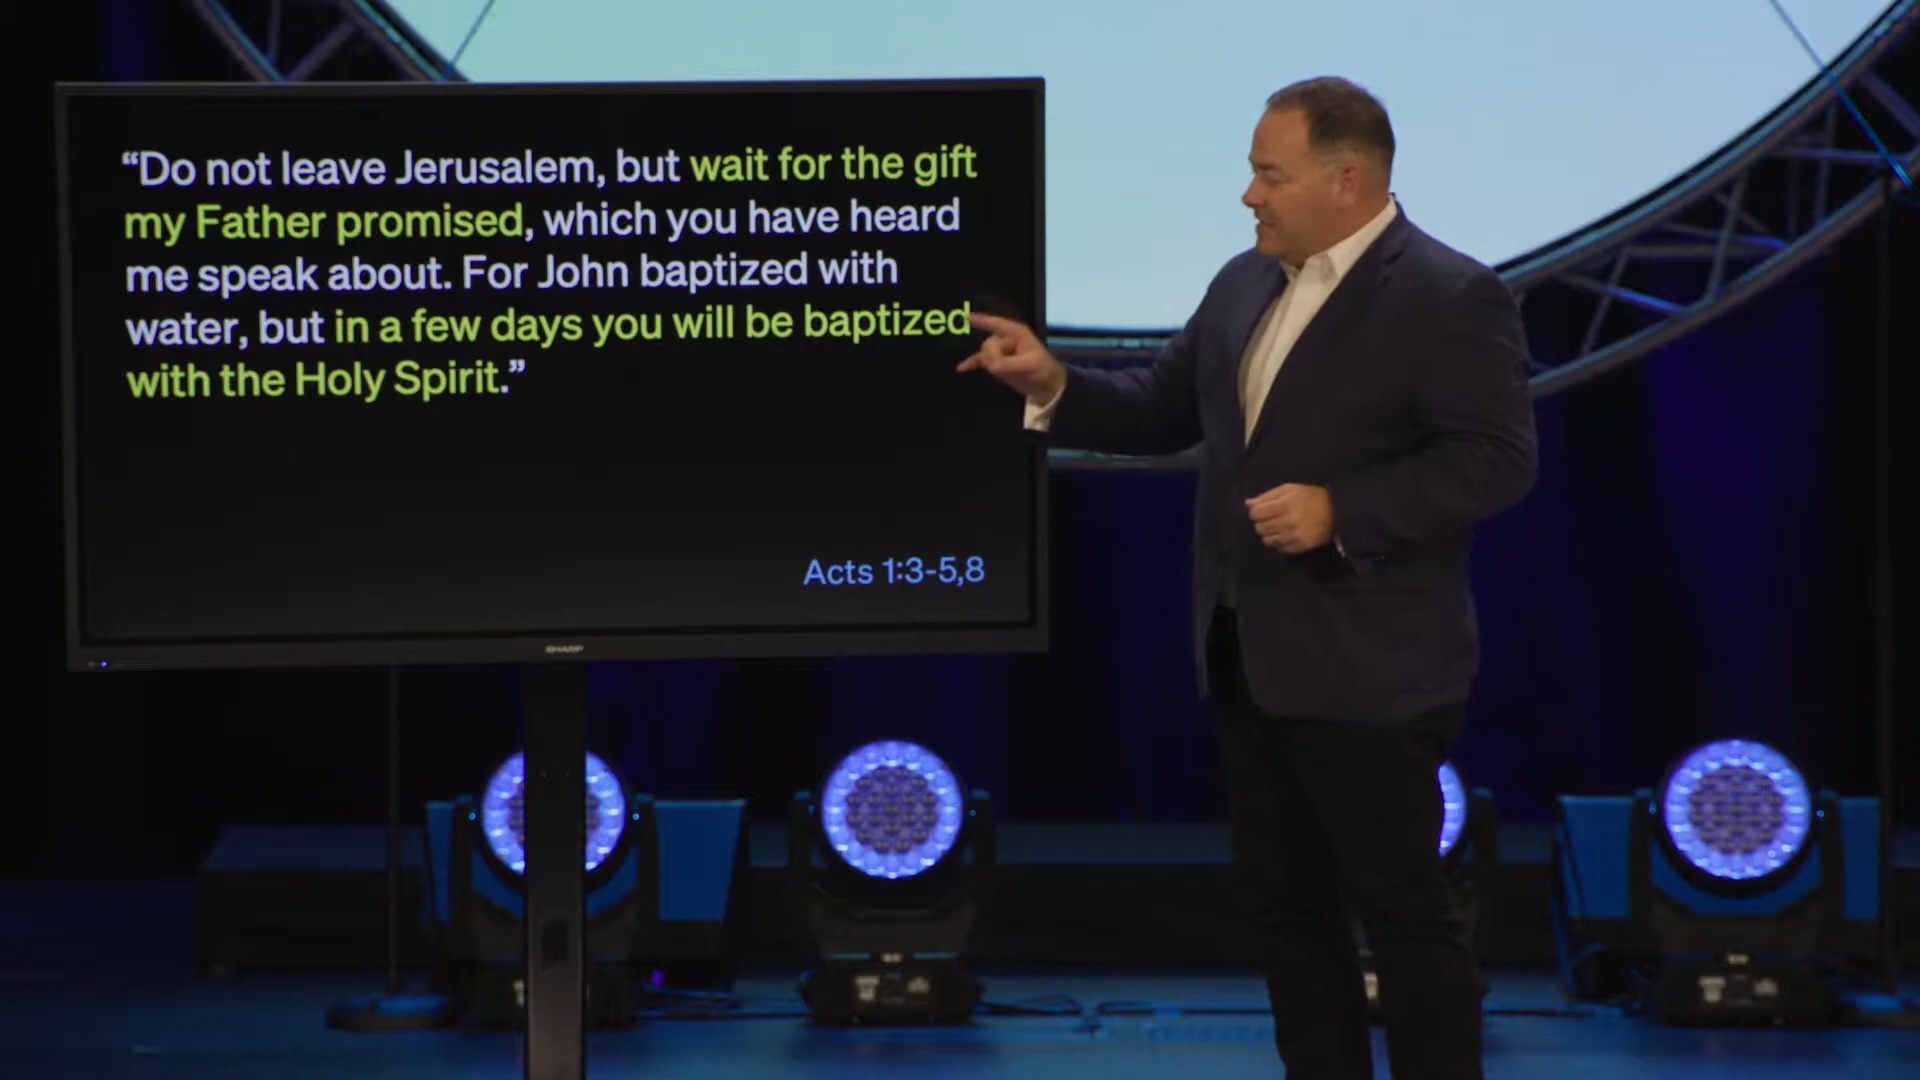 “Do not leave Jerusalem, but wait for the gift
my Father promised, which you have heard
me speak about. For John baptized with
water, but in a few days you will be baptized
with the Holy Spirit.”
Acts 1:3-5,8
SHARP